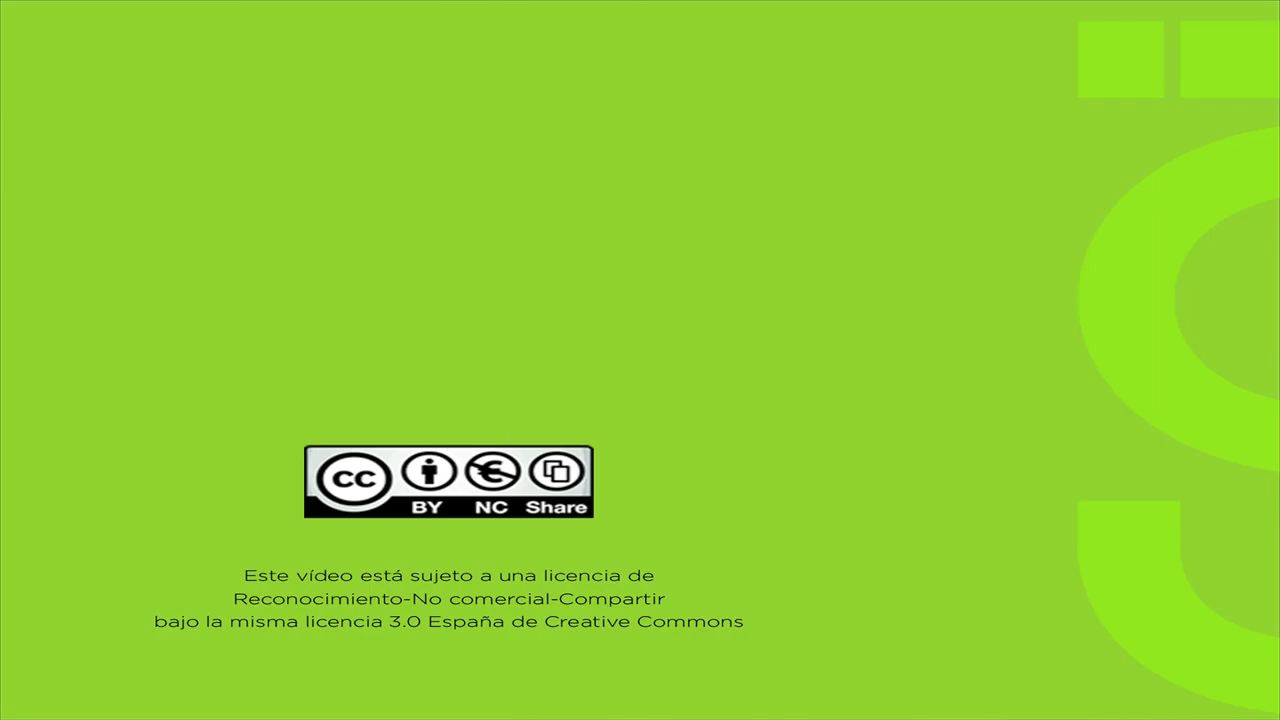 CC
BY NC Share
Este vídeo está sujeto a una licencia de
Reconocimiento-No comercial-Compartir
bajo la misma licencia 3.0 España de Creative Commons